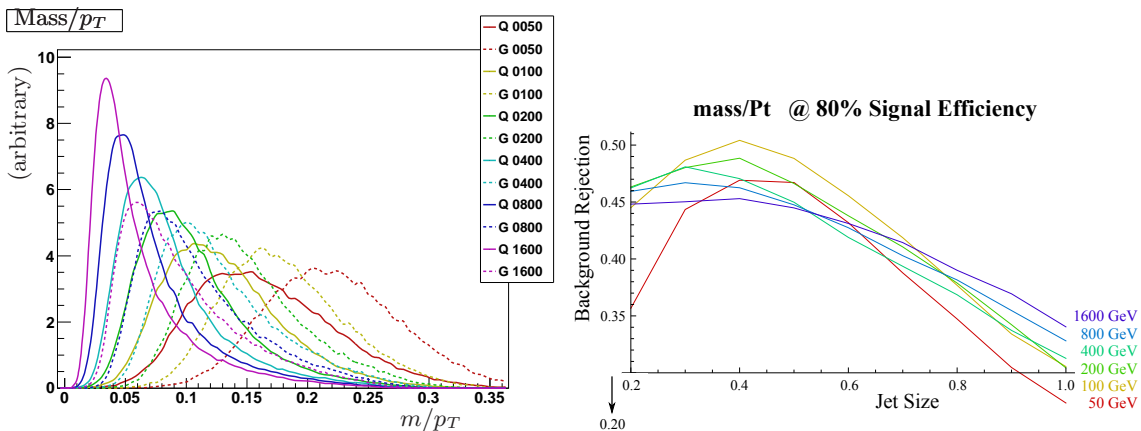 Mass/p_T
Q 0050
G 0050
Q 0100
G 0100
Q 0200
G 0200
Q 0400
G 0400
Q 0800
G 0800
Q 1600
G 1600
(arbitrary)
10
8
6
4
2
0
0 0.05 0.1 0.15 0.2 0.25 0.3 0.35
m/p_T
mass/Pt @ 80% Signal Efficiency
Background Rejection
0.50
0.45
0.40
0.35
0.2 0.4 0.6 0.8 1.0
Jet Size
0.20
1600 GeV
800 GeV
400 GeV
200 GeV
100 GeV
50 GeV